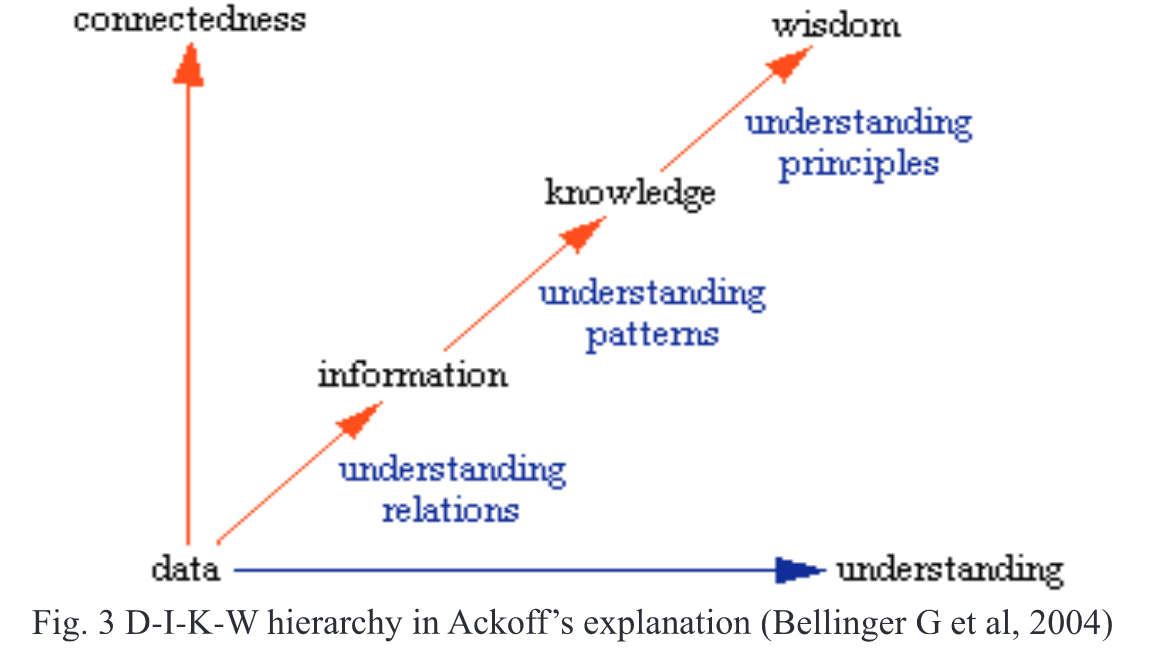 connectedness
wisdom
understanding
principles
knowledge
understanding
patterns
information
understanding
relations
data
understanding
Fig. 3 D-I-K-W hierarchy in Ackoff’s explanation (Bellinger G et al, 2004)